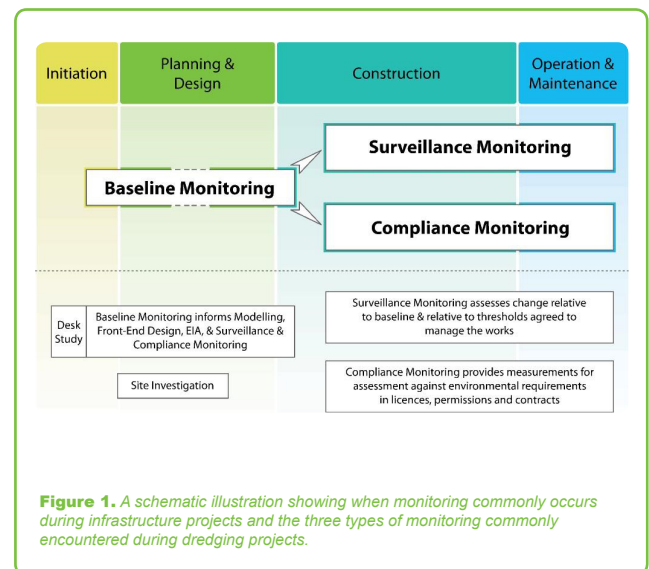 Initiation
Planning &
Design
Construction
Operation &
Maintenance
Surveillance Monitoring
Baseline Monitoring
Compliance Monitoring
Desk
Study
Baseline Monitoring informs Modelling,
Front-End Design, EIA, & Surveillance &
Compliance Monitoring
Surveillance Monitoring assesses change relative
to baseline & relative to thresholds agreed to
manage the works
Site Investigation
Compliance Monitoring provides measurements for
assessment against environmental requirements
in licences, permissions and contracts
Figure 1. A schematic illustration showing when monitoring commonly occurs
during infrastructure projects and the three types of monitoring commonly
encountered during dredging projects.